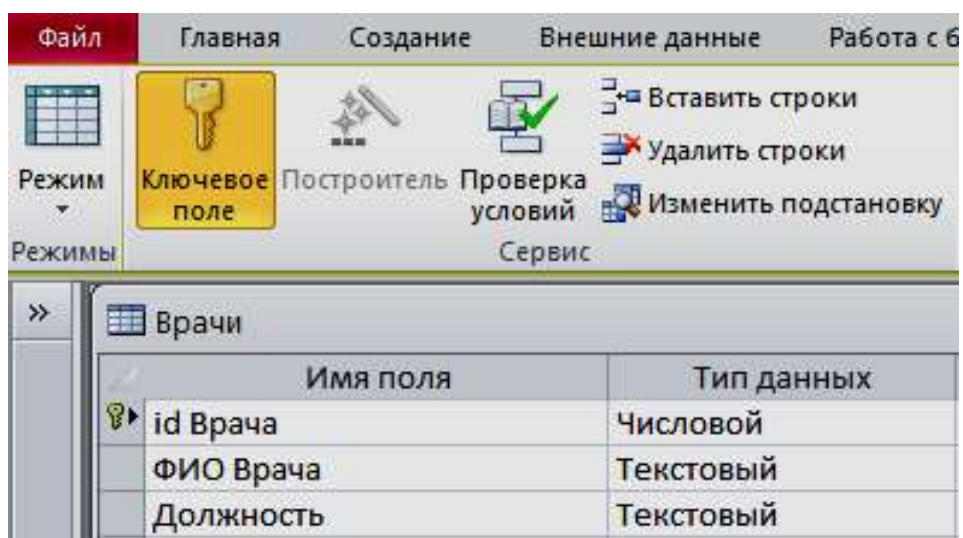 Файл Главная Создание Внешние данные Работа с б
Вставить строки
Удалить строки
Изменить подстановку
Режим
Ключевое поле
Построитель
Проверка условий
Режимы
Сервис
Врачи
Имя поля Тип данных
id Врача Числовой
ФИО Врача Текстовый
Должность Текстовый